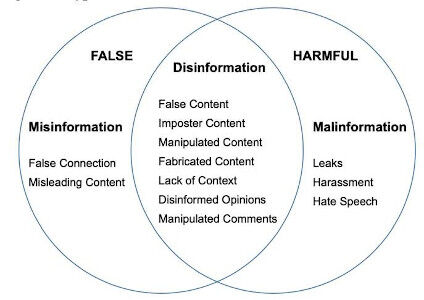 FALSE
HARMFUL
Disinformation
False Content
Imposter Content
Manipulated Content
Fabricated Content
Lack of Context
Disinformed Opinions
Manipulated Comments
Misinformation
False Connection
Misleading Content
Malinformation
Leaks
Harassment
Hate Speech